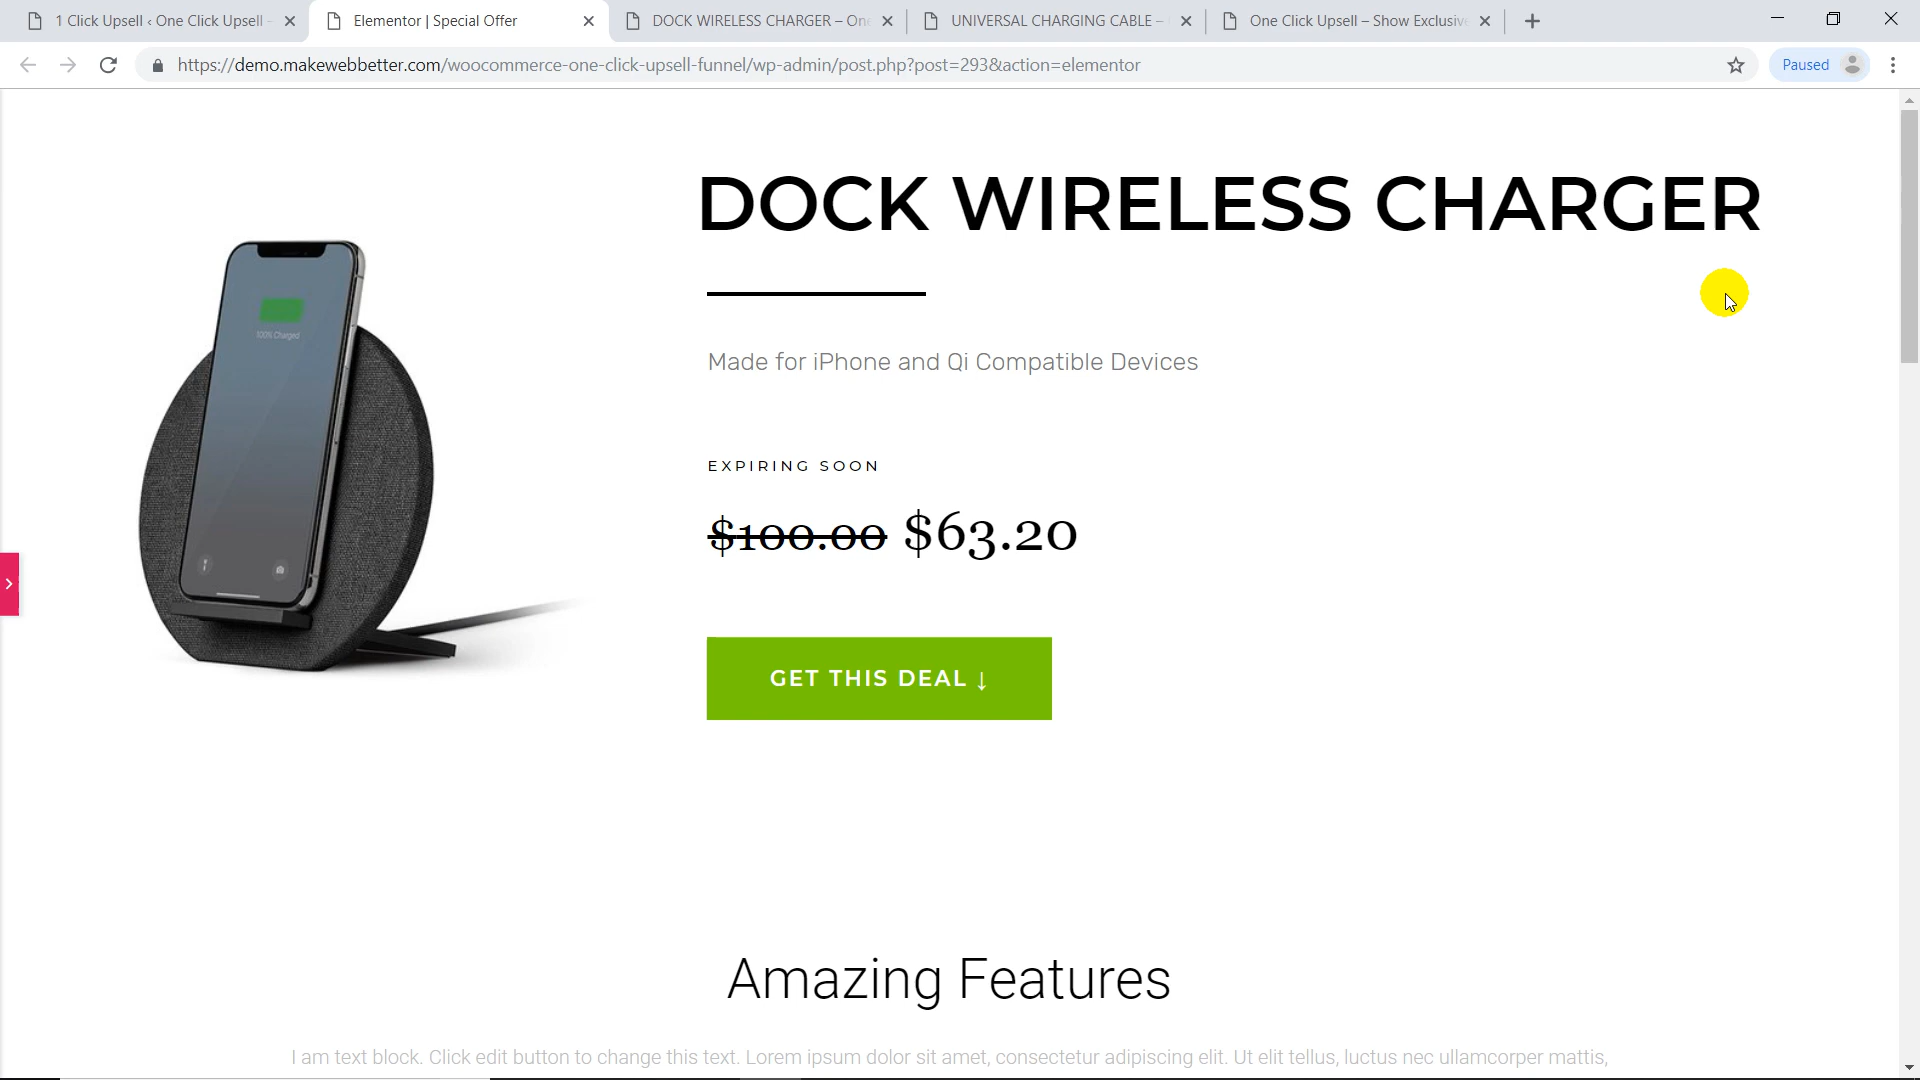 1 Click Upsell ‹ One Click Upsell -
Elementor | Special Offer
DOCK WIRELESS CHARGER – One
UNIVERSAL CHARGING CABLE –
One Click Upsell – Show Exclusive
https://demo.makewebbetter.com/woocommerce-one-click-upsell-funnel/wp-admin/post.php?post=293&action=elementor
Paused
DOCK WIRELESS CHARGER
100% Charged
Made for iPhone and Qi Compatible Devices
EXPIRING SOON
$100.00 $63.20
GET THIS DEAL ↓
Amazing Features
I am text block. Click edit button to change this text. Lorem ipsum dolor sit amet, consectetur adipiscing elit. Ut elit tellus, luctus nec ullamcorper mattis,